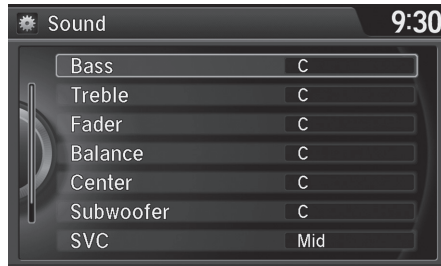 Sound 9:30
Bass C
Treble C
Fader C
Balance C
Center C
Subwoofer C
SVC Mid